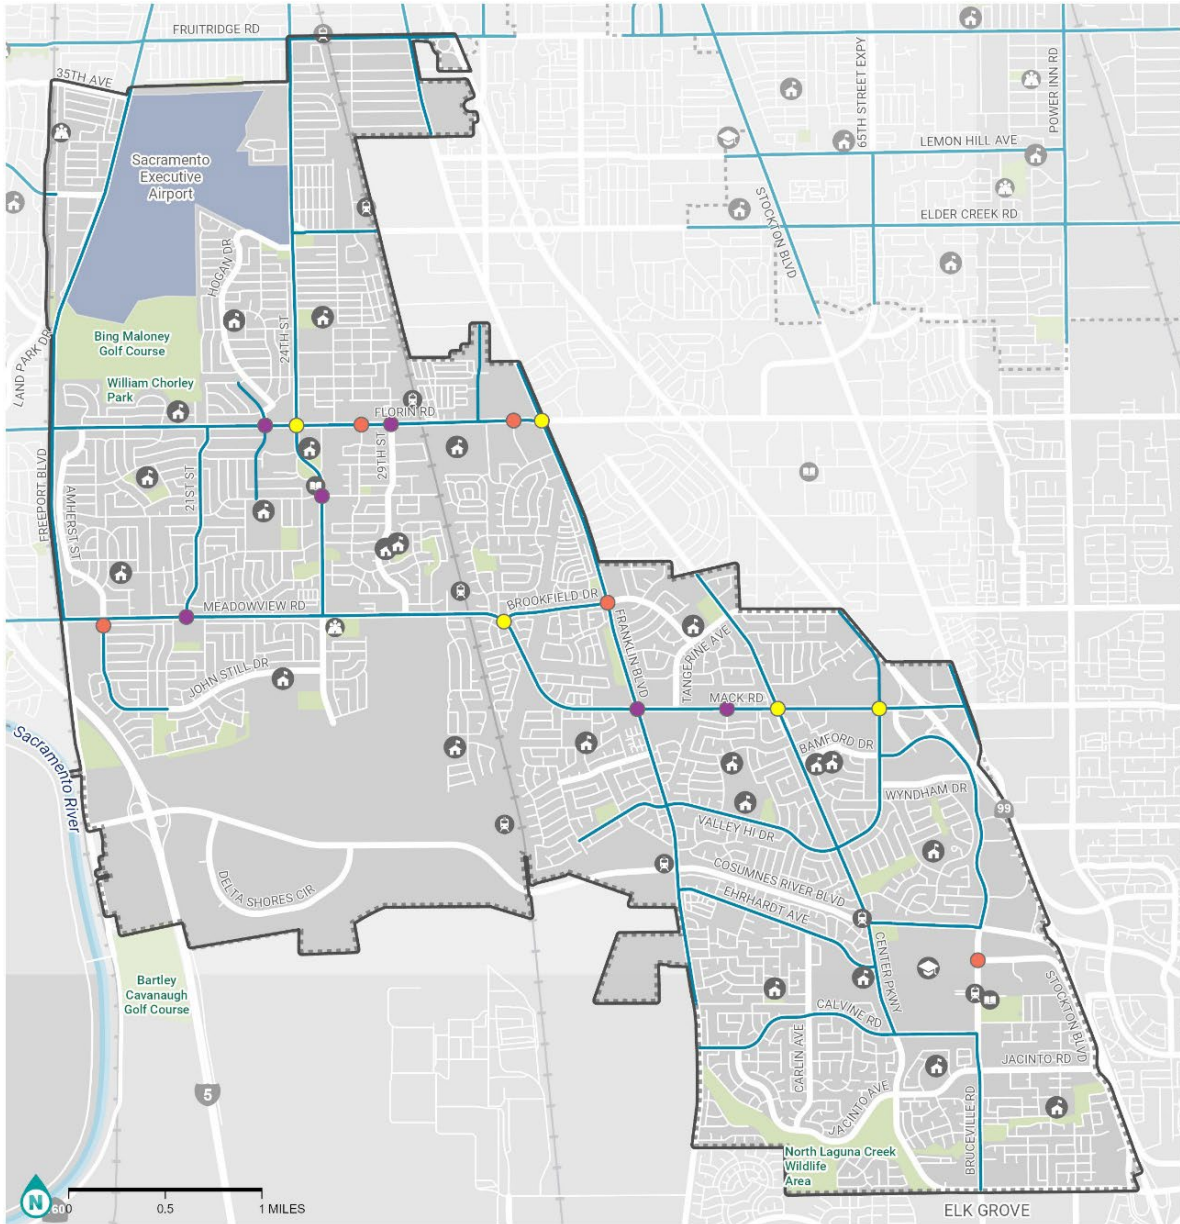 FRUITRIDGE RD
35TH AVE
65TH STREET EXPY
POWER INN RD
LEMON HILL AVE
Sacramento
Executive
Airport
STOCKTON BLVD
ELDER CREEK RD
HOGAN DR
24TH ST
LAND PARK DR
Bing Maloney
Golf Course
William Chorley
Park
FLORIN RD
29TH ST
FREEPORT BLVD
21ST ST
AMHERST ST
MEADOWVIEW RD
BROOKFIELD DR
FRANKLIN BLVD
TANGERINE AVE
JOHN STILL DR
MACK RD
Sacramento River
BAMFORD DR
WYNDHAM DR
99
VALLEY HI DR
COSUMNES RIVER BLVD
DELTA SHORES CIR
EHRHARDT AVE
CENTER PKWY
Bartley
Cavanaugh
Golf Course
STOCKTON BLVD
CALVINE RD
CARLIN AVE
JACINTO RD
5
JACINTO AVE
BRUCEVILLE RD
North Laguna Creek
Wildlife
Area
N
160
0 0.5 1 MILES
ELK GROVE